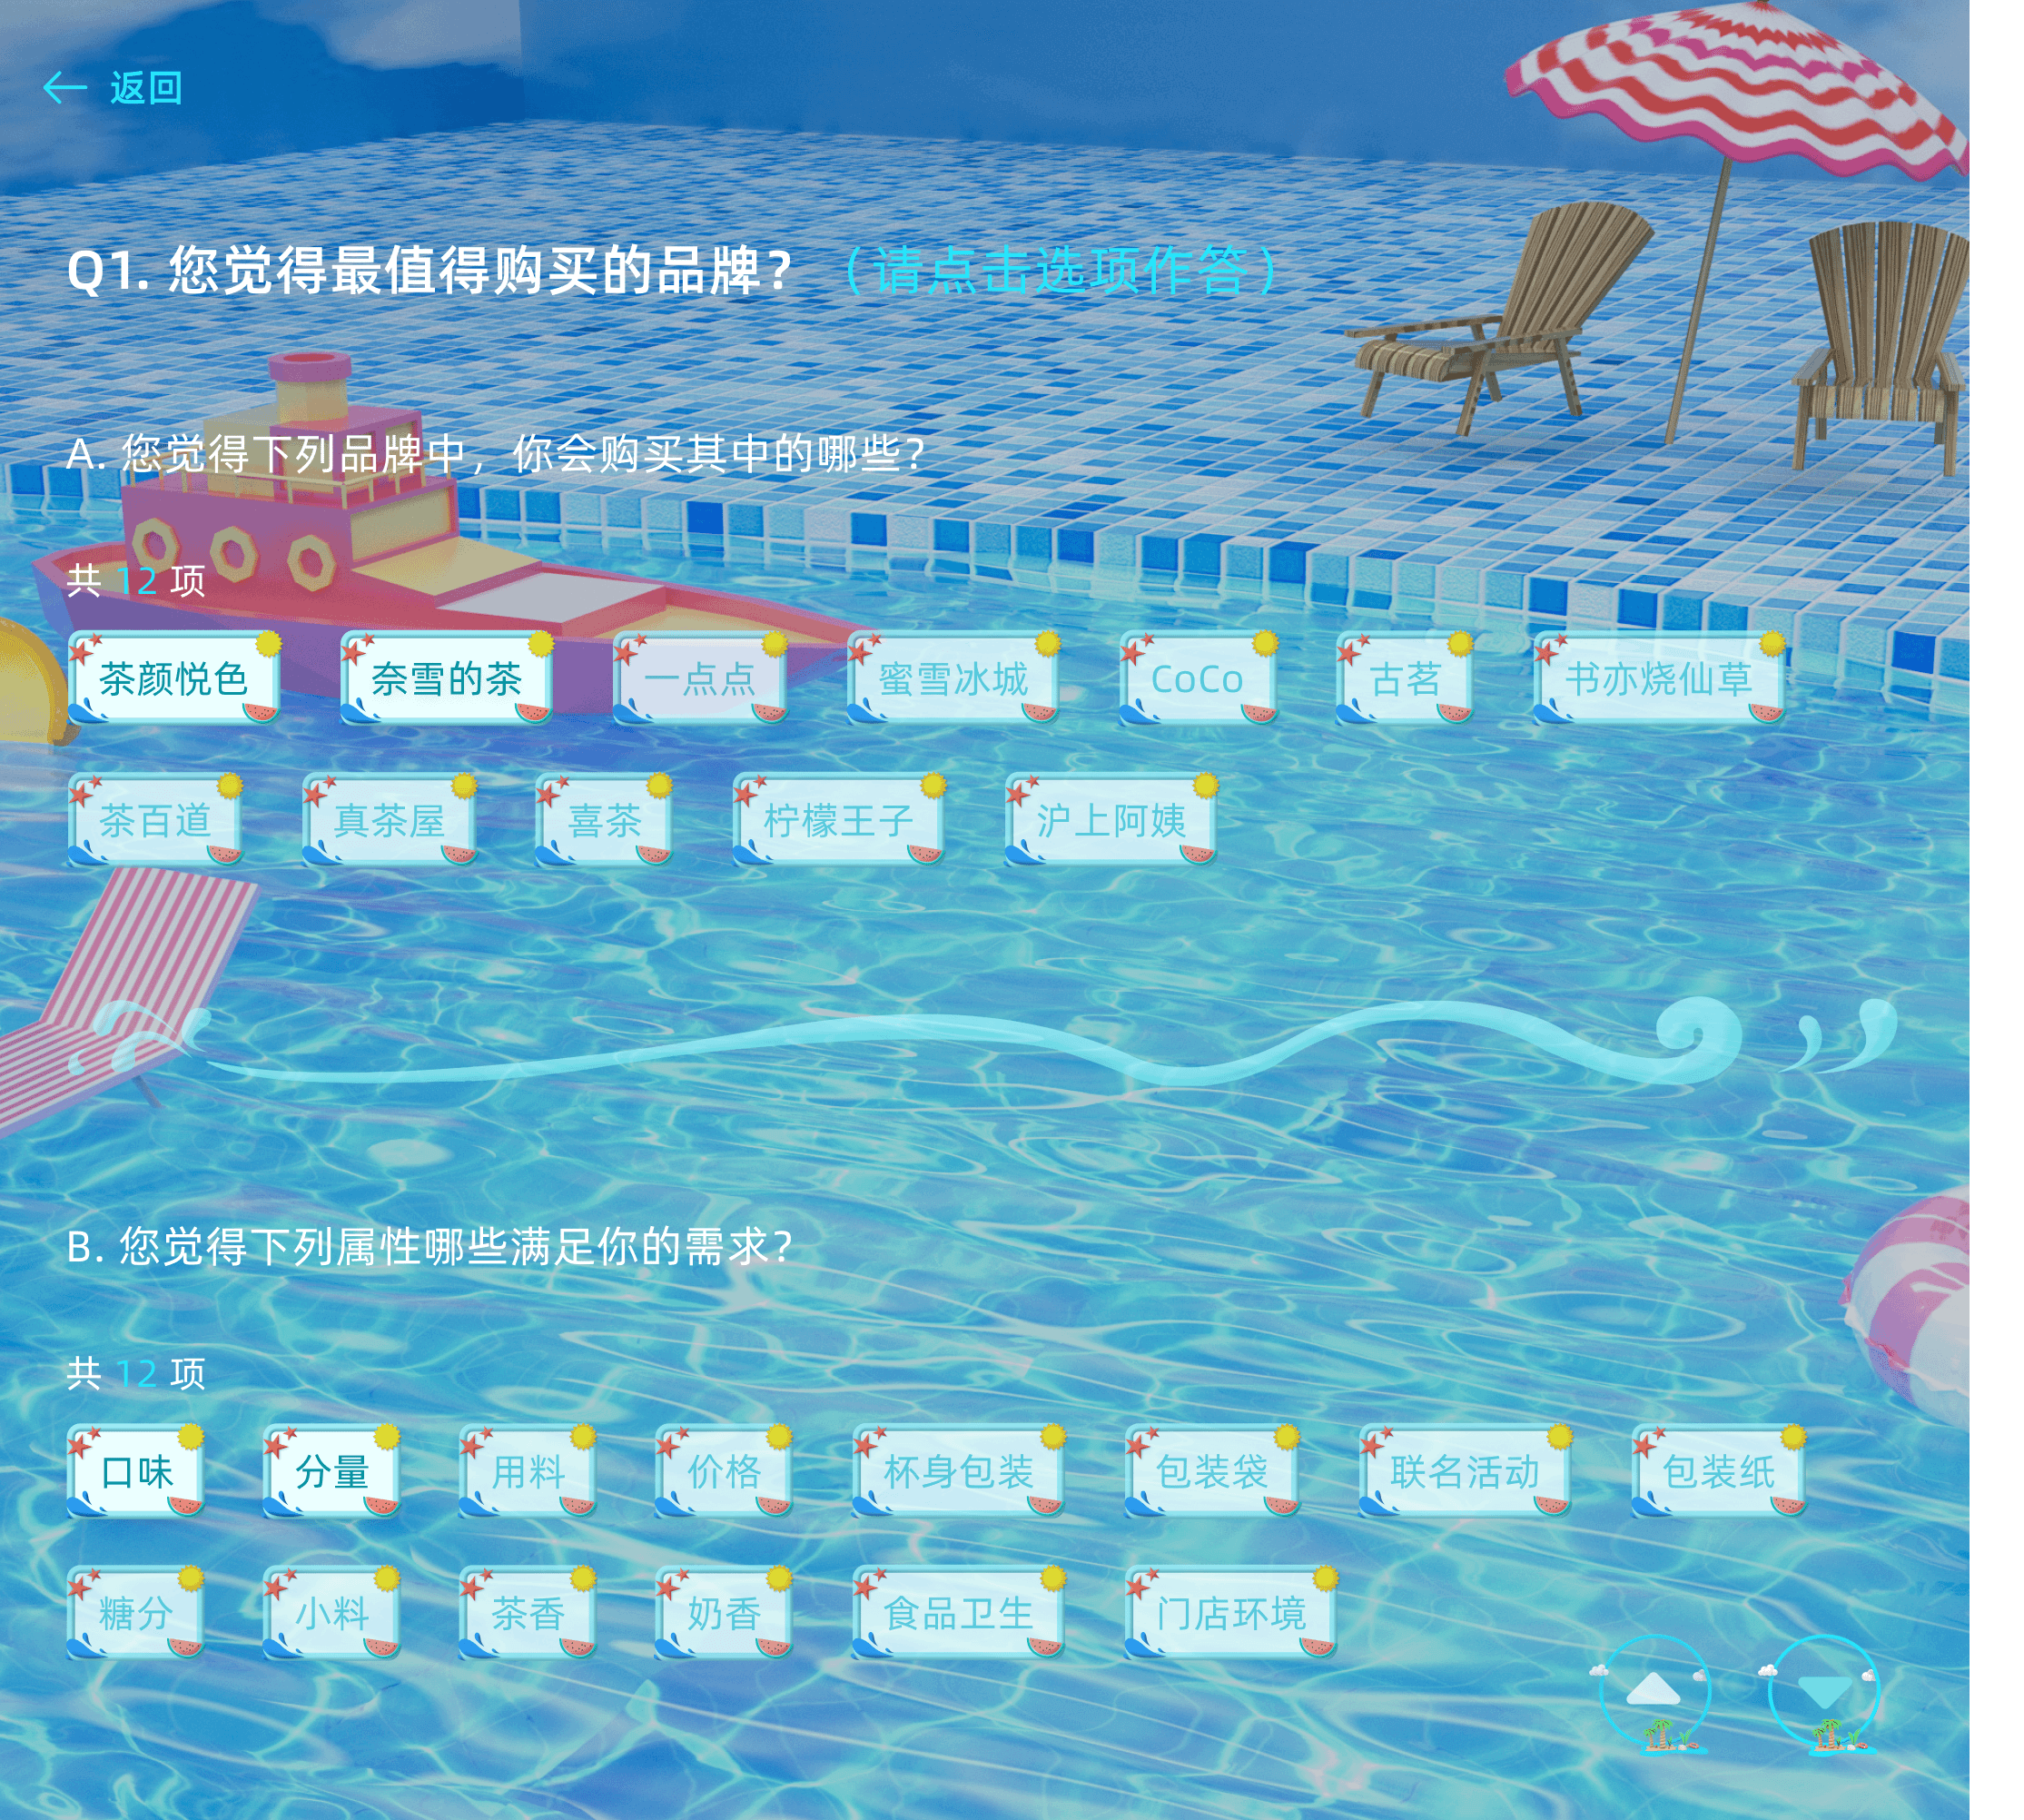 返回
Q1. 您觉得最值得购买的品牌？（请点击选项作答）
A. 您觉得下列品牌中，你会购买其中的哪些？
共 12 项
茶颜悦色 奈雪的茶 一点点 蜜雪冰城 CoCo 古茗 书亦烧仙草
茶百道 真茶屋 喜茶 柠檬王子 沪上阿姨
B. 您觉得下列属性哪些满足你的需求？
共 12 项
口味 分量 用料 价格 杯身包装 包装袋 联名活动 包装纸
糖分 小料 茶香 奶香 食品卫生 门店环境